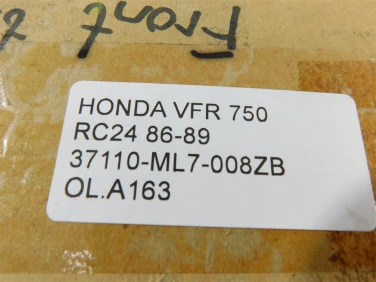 Front
HONDA VFR 750
RC24 86-89
37110-ML7-008ZB
OL.A163